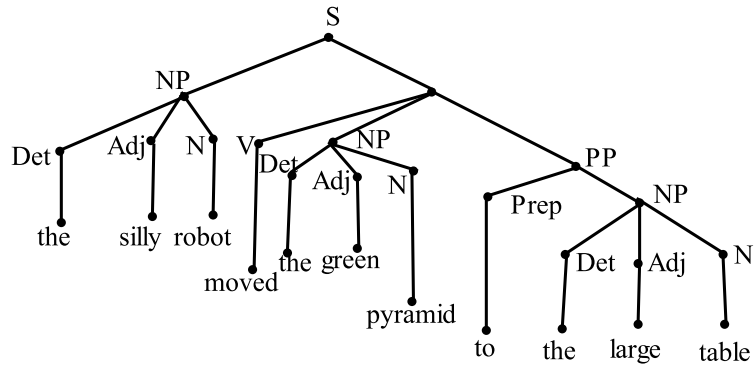 S
NP
Det Adj N V NP
Det Adj N PP
Prep NP
Det Adj N
the silly robot the green
moved
pyramid
to the large table